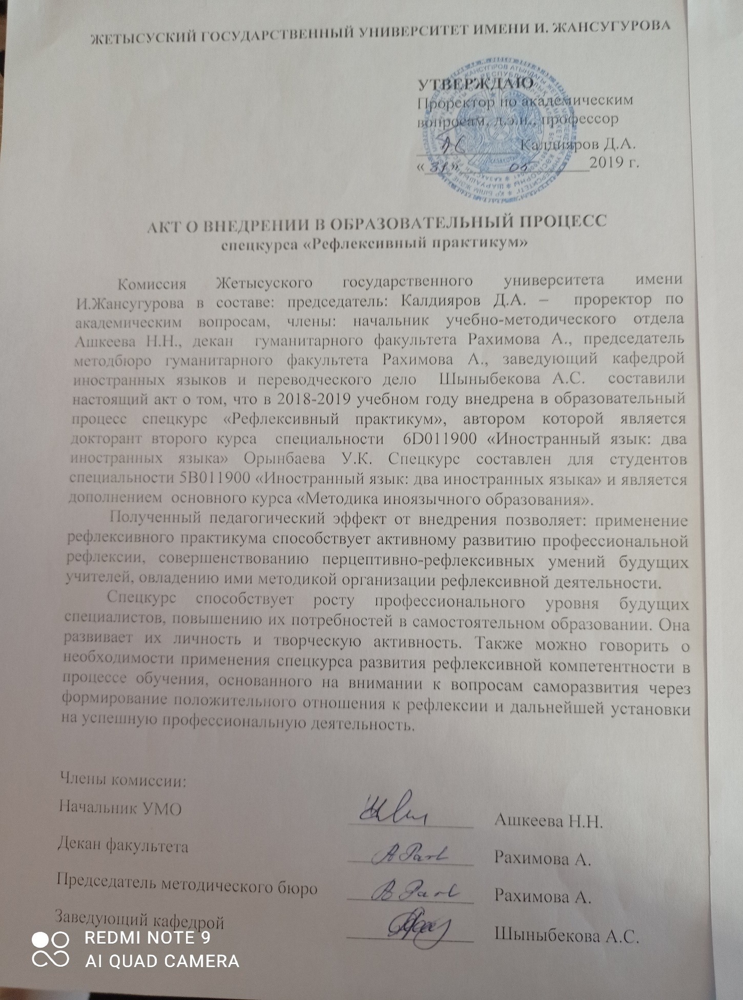 ЖЕТЫСУСКИЙ ГОСУДАРСТВЕННЫЙ УНИВЕРСИТЕТ ИМЕНИ И. ЖАНСУГУРОВА
УТВЕРЖДАЮ
Проректор по академическим
вопросам, д.э.н., профессор
Калдияров Д.А.
«31» 05 2019 г.
АКТ О ВНЕДРЕНИИ В ОБРАЗОВАТЕЛЬНЫЙ ПРОЦЕСС
спецкурса «Рефлексивный практикум»
Комиссия Жетысуского государственного университета имени
И.Жансугурова в составе: председатель: Калдияров Д.А. – проректор по
академическим вопросам, члены: начальник учебно-методического отдела
Ашкеева Н.Н., декан гуманитарного факультета Рахимова А., председатель
методбюро гуманитарного факультета Рахимова А., заведующий кафедрой
иностранных языков и переводческого дело Шыныбекова А.С. составили
настоящий акт о том, что в 2018-2019 учебном году внедрена в образовательный
процесс спецкурс «Рефлексивный практикум», автором которой является
докторант второго курса специальности 6D011900 «Иностранный язык: два
иностранных языка» Орынбаева У.К. Спецкурс составлен для студентов
специальности 5В011900 «Иностранный язык: два иностранных языка» и является
дополнением основного курса «Методика иноязычного образования».
Полученный педагогический эффект от внедрения позволяет: применение
рефлексивного практикума способствует активному развитию профессиональной
рефлексии, совершенствованию перцептивно-рефлексивных умений будущих
учителей, овладению ими методикой организации рефлексивной деятельности.
Спецкурс способствует росту профессионального уровня будущих
специалистов, повышению их потребностей в самостоятельном образовании. Она
развивает их личность и творческую активность. Также можно говорить о
необходимости применения спецкурса развития рефлексивной компетентности в
процессе обучения, основанного на внимании к вопросам саморазвития через
формирование положительного отношения к рефлексии и дальнейшей установки
на успешную профессиональную деятельность.
Члены комиссии:
Начальник УМО Ашкеева Н.Н.
Декан факультета Рахимова А.
Председатель методического бюро Рахимова А.
Заведующий кафедрой Шыныбекова А.С.
REDMI NOTE 9
AI QUAD CAMERA